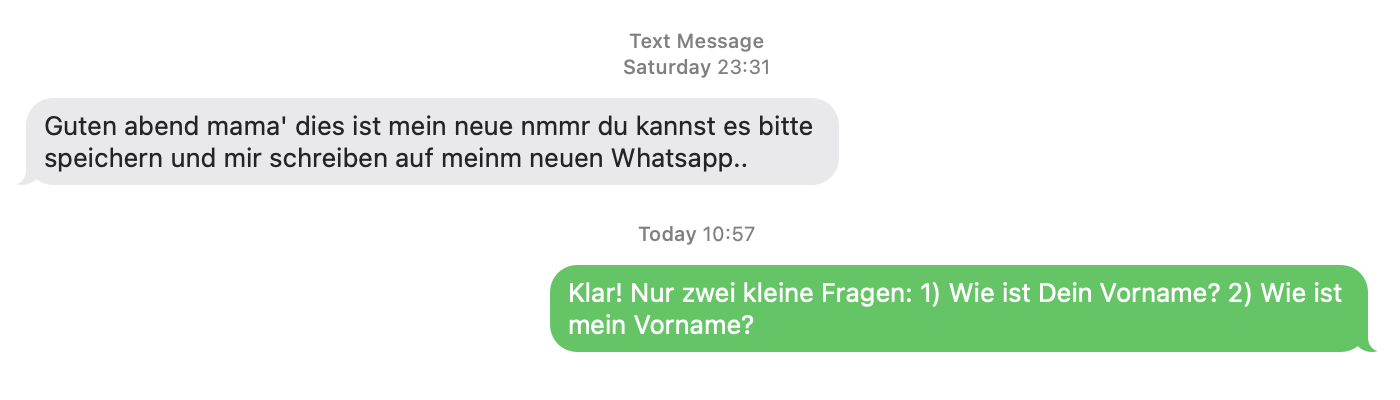 Text Message
Saturday 23:31
Guten abend mama' dies ist mein neue nmmr du kannst es bitte
speichern und mir schreiben auf meinm neuen Whatsapp..
Today 10:57
Klar! Nur zwei kleine Fragen: 1) Wie ist Dein Vorname? 2) Wie ist
mein Vorname?